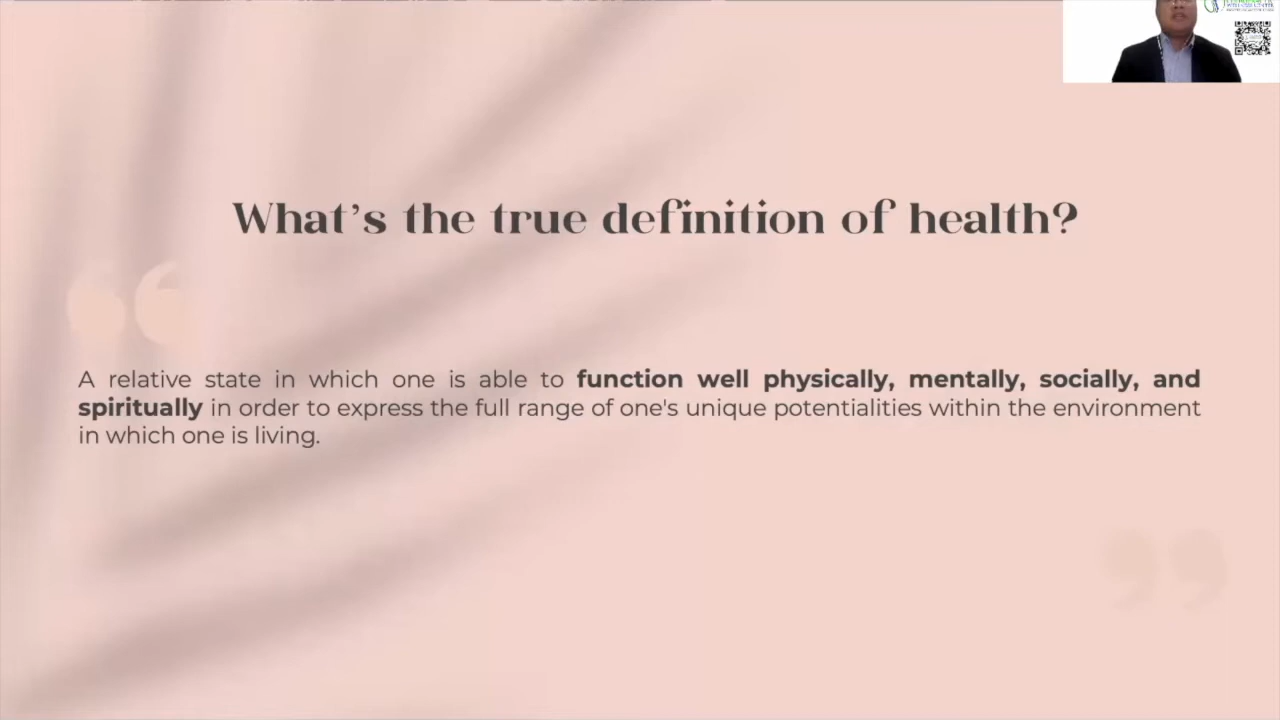 What's the true definition of health?
A relative state in which one is able to function well physically, mentally, socially, and
spiritually in order to express the full range of one's unique potentialities within the environment
in which one is living.